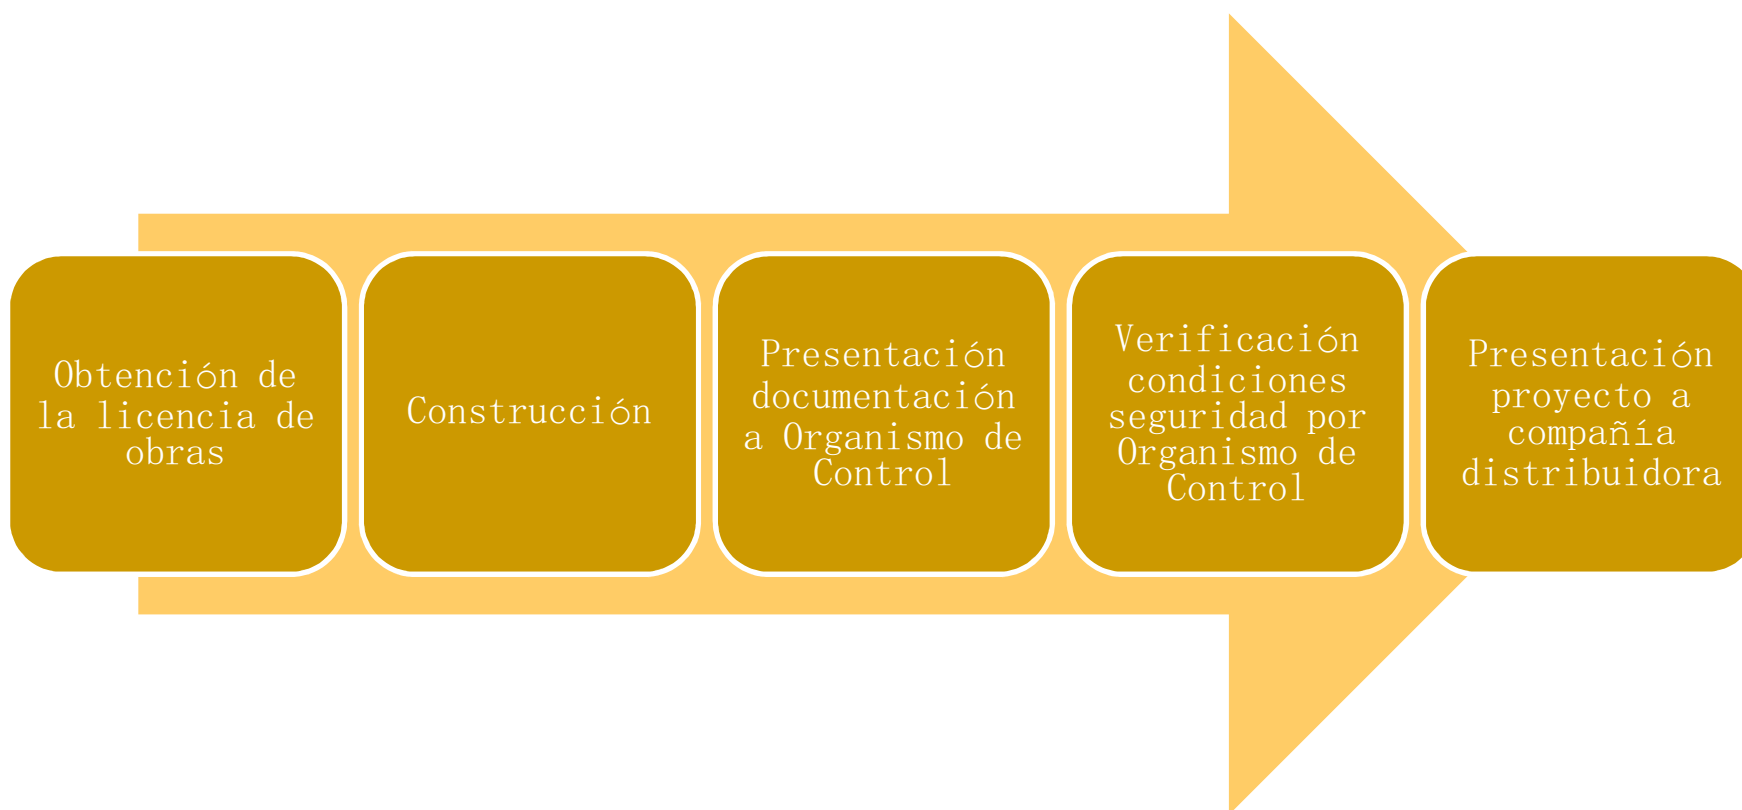 Obtención de
la licencia de
obras
Construcción
Presentación
documentación
a Organismo de
Control
Verificación
condiciones
seguridad por
Organismo de
Control
Presentación
proyecto a
compañía
distribuidora